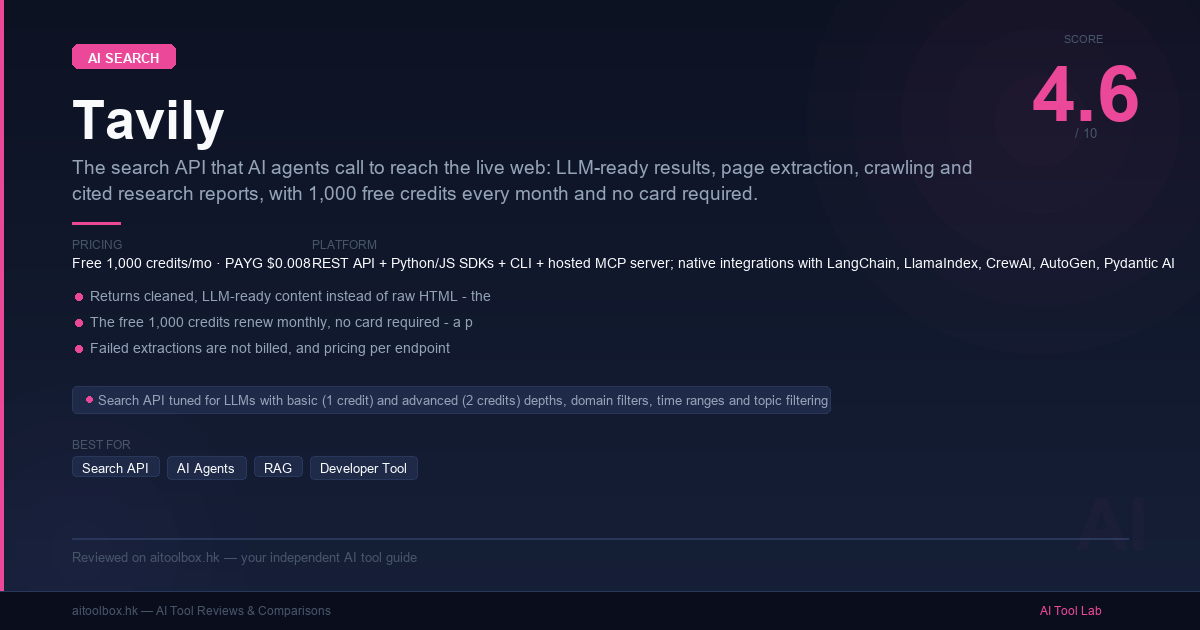 AI SEARCH
SCORE
4.6
/ 10
Tavily
The search API that AI agents call to reach the live web: LLM-ready results, page extraction, crawling and
cited research reports, with 1,000 free credits every month and no card required.
PRICING
PLATFORM
Free 1,000 credits/mo · PAYG $0.008
REST API + Python/JS SDKs + CLI + hosted MCP server; native integrations with LangChain, LlamaIndex, CrewAI, AutoGen, Pydantic AI
Returns cleaned, LLM-ready content instead of raw HTML - the
The free 1,000 credits renew monthly, no card required - a p
Failed extractions are not billed, and pricing per endpoint
Search API tuned for LLMs with basic (1 credit) and advanced (2 credits) depths, domain filters, time ranges and topic filtering
BEST FOR
Search API
AI Agents
RAG
Developer Tool
AI
Reviewed on aitoolbox.hk — your independent AI tool guide
aitoolbox.hk — AI Tool Reviews & Comparisons
AI Tool Lab